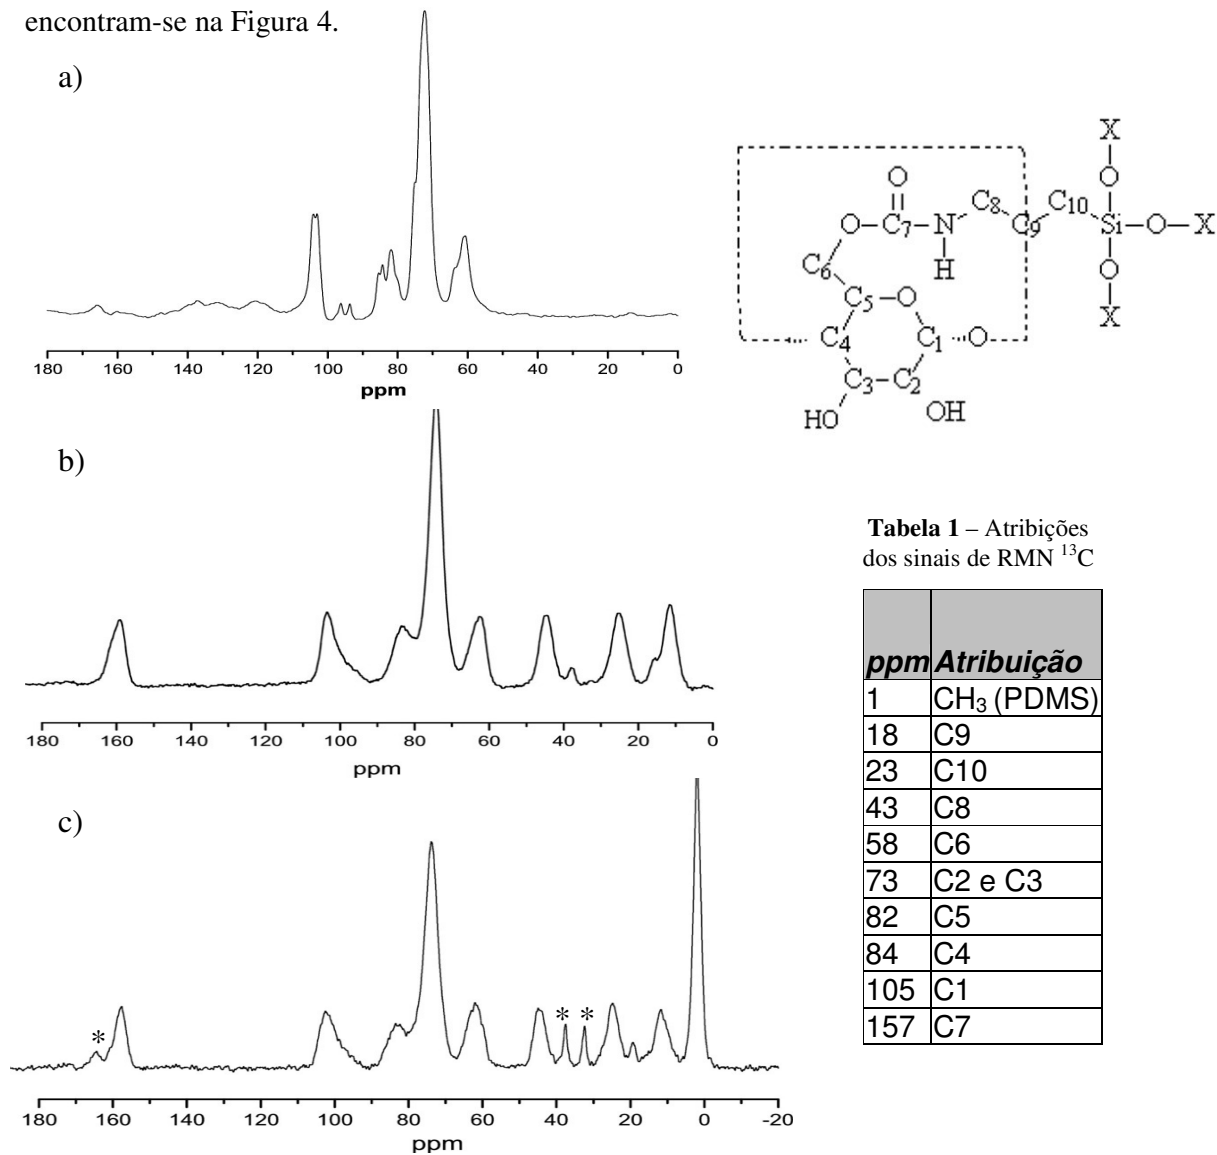 encontram-se na Figura 4.
a)
180 160 140 120 100 80 60 40 20 0
ppm
X
O
O C8 C10
O C7 N C9 Si O X
C6 H O
C5 O X
C4 C1 O
C3 C2
HO OH
b)
180 160 140 120 100 80 60 40 20 0
ppm
Tabela 1 – Atribições
dos sinais de RMN 13C
ppm Atribuição
1 CH3 (PDMS)
18 C9
23 C10
43 C8
58 C6
73 C2 e C3
82 C5
84 C4
105 C1
157 C7
c)
* * *
180 160 140 120 100 80 60 40 20 0 -20
ppm